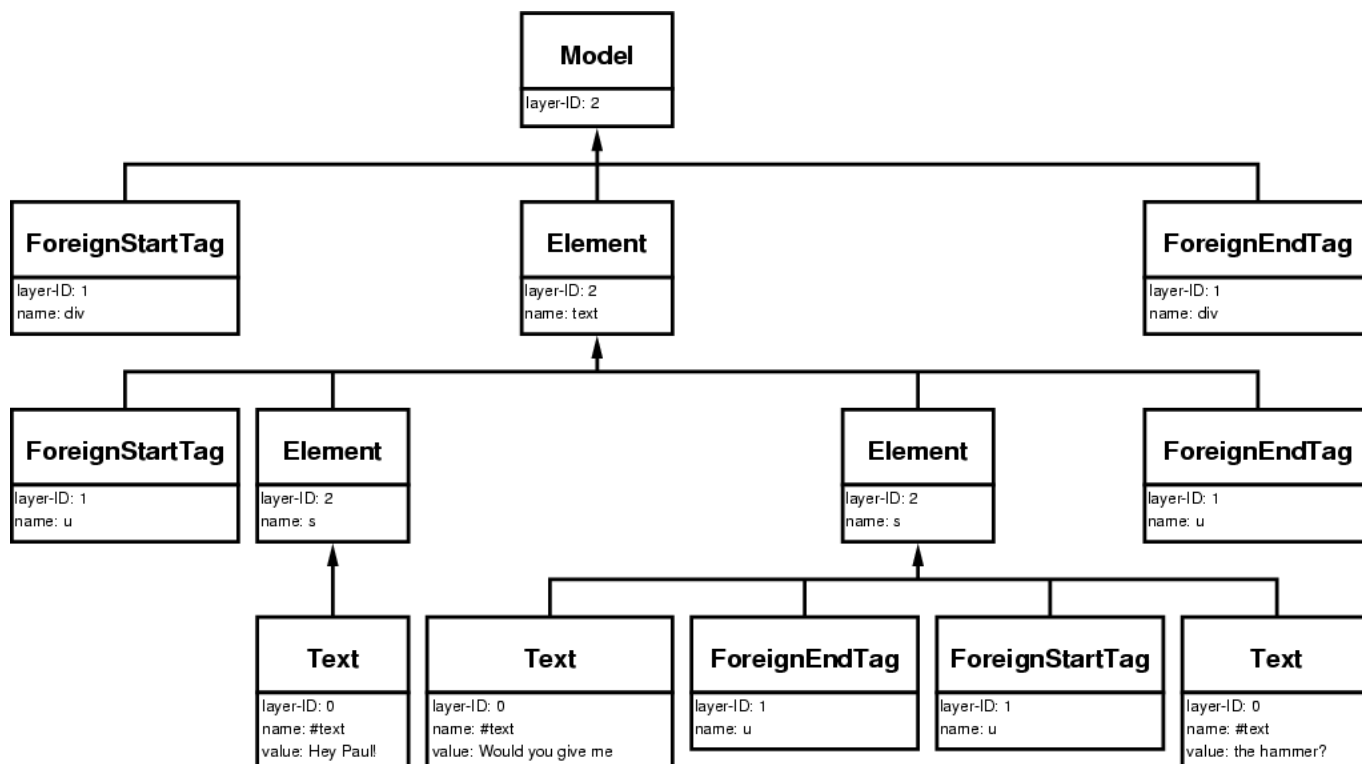 Model
layer-ID: 2
ForeignStartTag
layer-ID: 1
name: div
Element
layer-ID: 2
name: text
ForeignEndTag
layer-ID: 1
name: div
ForeignStartTag
layer-ID: 1
name: u
Element
layer-ID: 2
name: s
Element
layer-ID: 2
name: s
ForeignEndTag
layer-ID: 1
name: u
Text
layer-ID: 0
name: #text
value: Hey Paul!
Text
layer-ID: 0
name: #text
value: Would you give me
ForeignEndTag
layer-ID: 1
name: u
ForeignStartTag
layer-ID: 1
name: u
Text
layer-ID: 0
name: #text
value: the hammer?